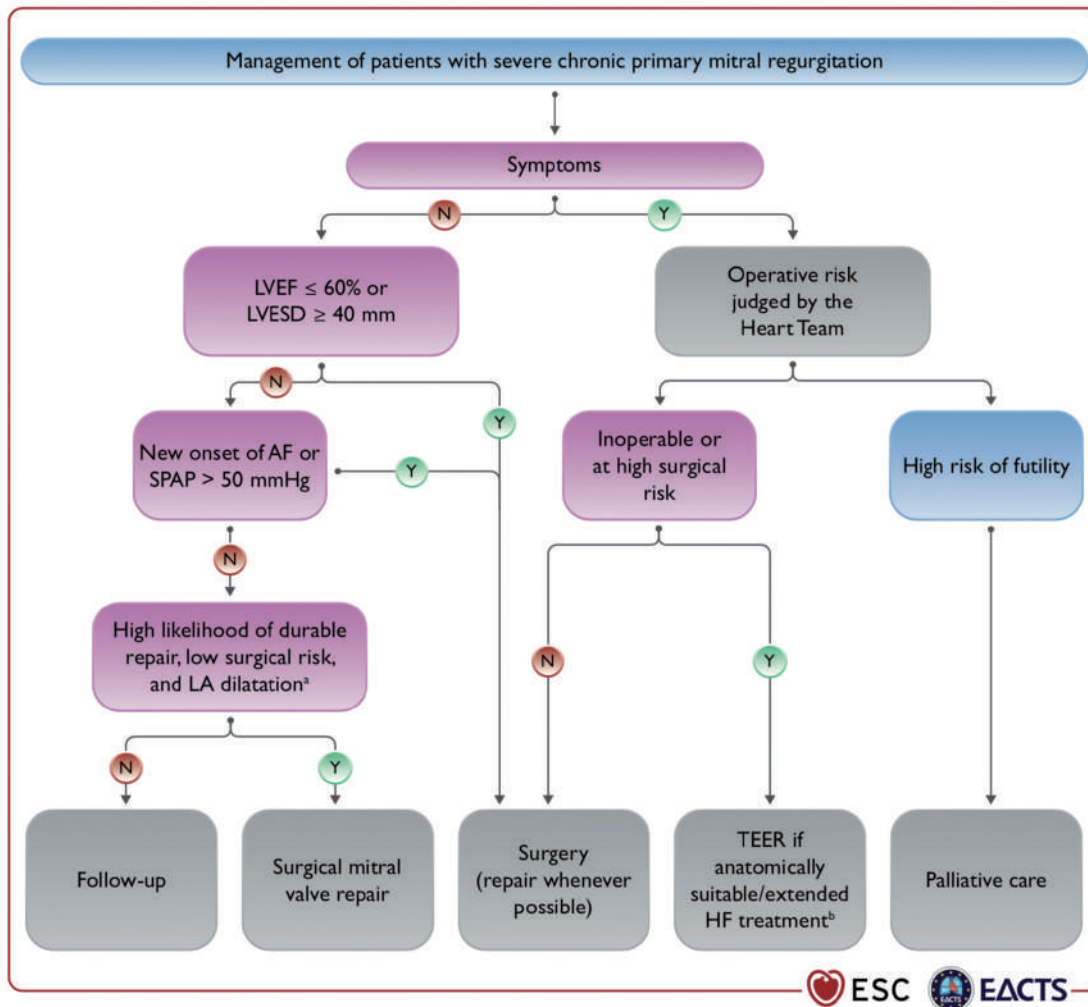 Management of patients with severe chronic primary mitral regurgitation
Symptoms
N
Y
LVEF ≤ 60% or
LVESD ≥ 40 mm
Operative risk
judged by the
Heart Team
N
Y
New onset of AF or
SPAP > 50 mmHg
Y
Inoperable or
at high surgical
risk
High risk of futility
N
High likelihood of durable
repair, low surgical risk,
and LA dilatationᵃ
N
Y
N
Y
Follow-up
Surgical mitral
valve repair
Surgery
(repair whenever
possible)
TEER if
anatomically
suitable/extended
HF treatmentᵇ
Palliative care
ESC
EACTS
EACTS